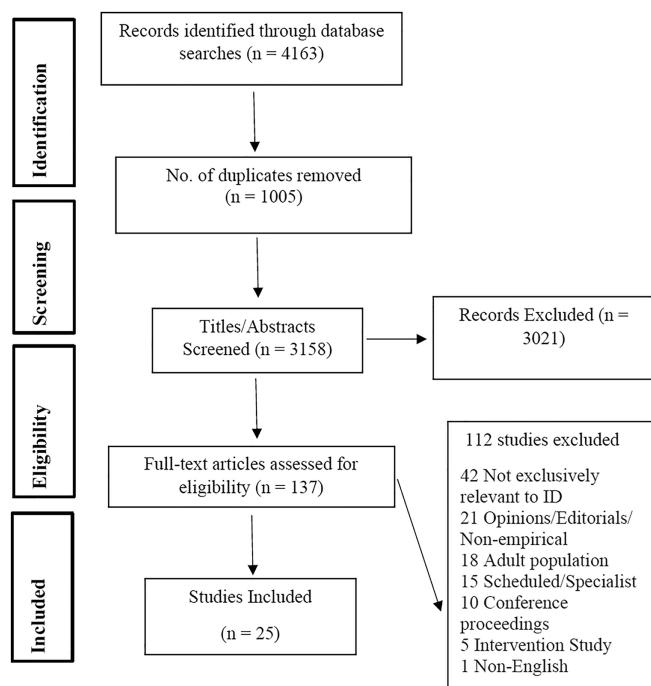 Identification
Records identified through database
searches (n = 4163)
No. of duplicates removed
(n = 1005)
Screening
Titles/Abstracts
Screened (n = 3158)
Records Excluded (n =
3021)
Eligibility
Full-text articles assessed for
eligibility (n = 137)
112 studies excluded
42 Not exclusively
relevant to ID
21 Opinions/Editorials/
Non-empirical
18 Adult population
15 Scheduled/Specialist
10 Conference
proceedings
5 Intervention Study
1 Non-English
Included
Studies Included
(n = 25)